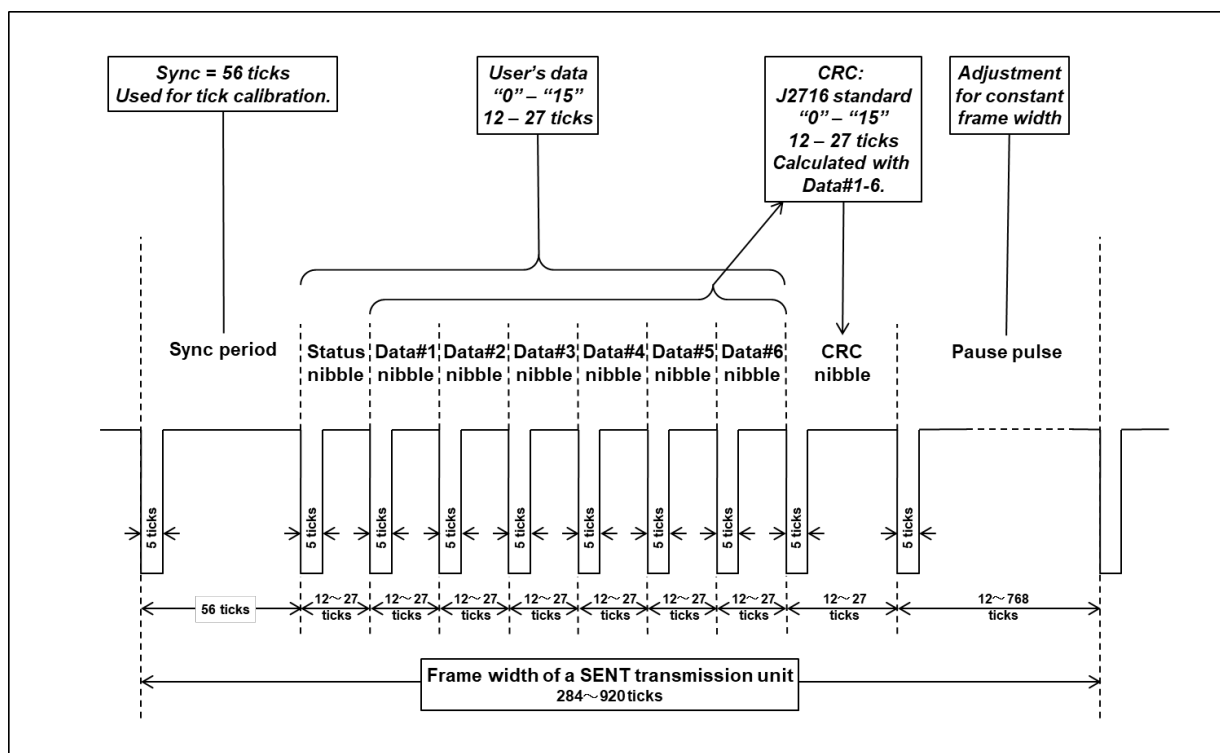 Sync = 56 ticks
Used for tick calibration.
User's data
“0” – “15”
12 – 27 ticks
CRC:
J2716 standard
“0” – “15”
12 – 27 ticks
Calculated with
Data#1-6.
Adjustment
for constant
frame width
Sync period
Status
nibble
Data#1
nibble
Data#2
nibble
Data#3
nibble
Data#4
nibble
Data#5
nibble
Data#6
nibble
CRC
nibble
Pause pulse
5 ticks
5 ticks
5 ticks
5 ticks
5 ticks
5 ticks
5 ticks
5 ticks
5 ticks
5 ticks
56 ticks
12～27
ticks
12～27
ticks
12～27
ticks
12～27
ticks
12～27
ticks
12～27
ticks
12～27
ticks
12～27
ticks
12～768
ticks
Frame width of a SENT transmission unit
284～920 ticks